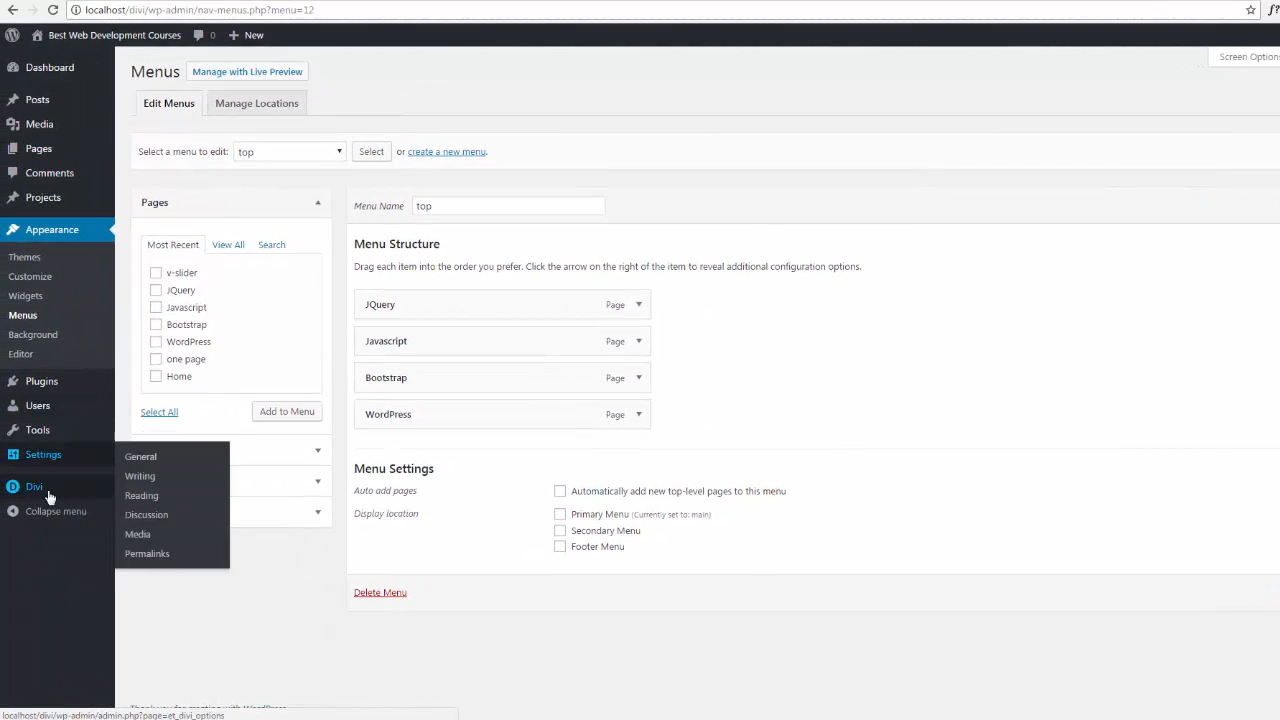 localhost/divi/wp-admin/nav-menus.php?menu=12
f?
Best Web Development Courses 0 New
Dashboard
Posts
Media
Pages
Comments
Projects
Appearance
Themes
Customize
Widgets
Menus
Background
Editor
Plugins
Users
Tools
Settings
Divi
Collapse menu
General
Writing
Reading
Discussion
Media
Permalinks
Screen Option
Menus Manage with Live Preview
Edit Menus Manage Locations
Select a menu to edit: top Select or create a new menu.
Pages
Most Recent View All Search
v-slider
JQuery
Javascript
Bootstrap
WordPress
one page
Home
Select All Add to Menu
Menu Name top
Menu Structure
Drag each item into the order you prefer. Click the arrow on the right of the item to reveal additional configuration options.
JQuery Page
Javascript Page
Bootstrap Page
WordPress Page
Menu Settings
Auto add pages Automatically add new top-level pages to this menu
Display location Primary Menu (Currently set to: main)
Secondary Menu
Footer Menu
Delete Menu
localhost/divi/wp-admin/admin.php?page=et_divi_options